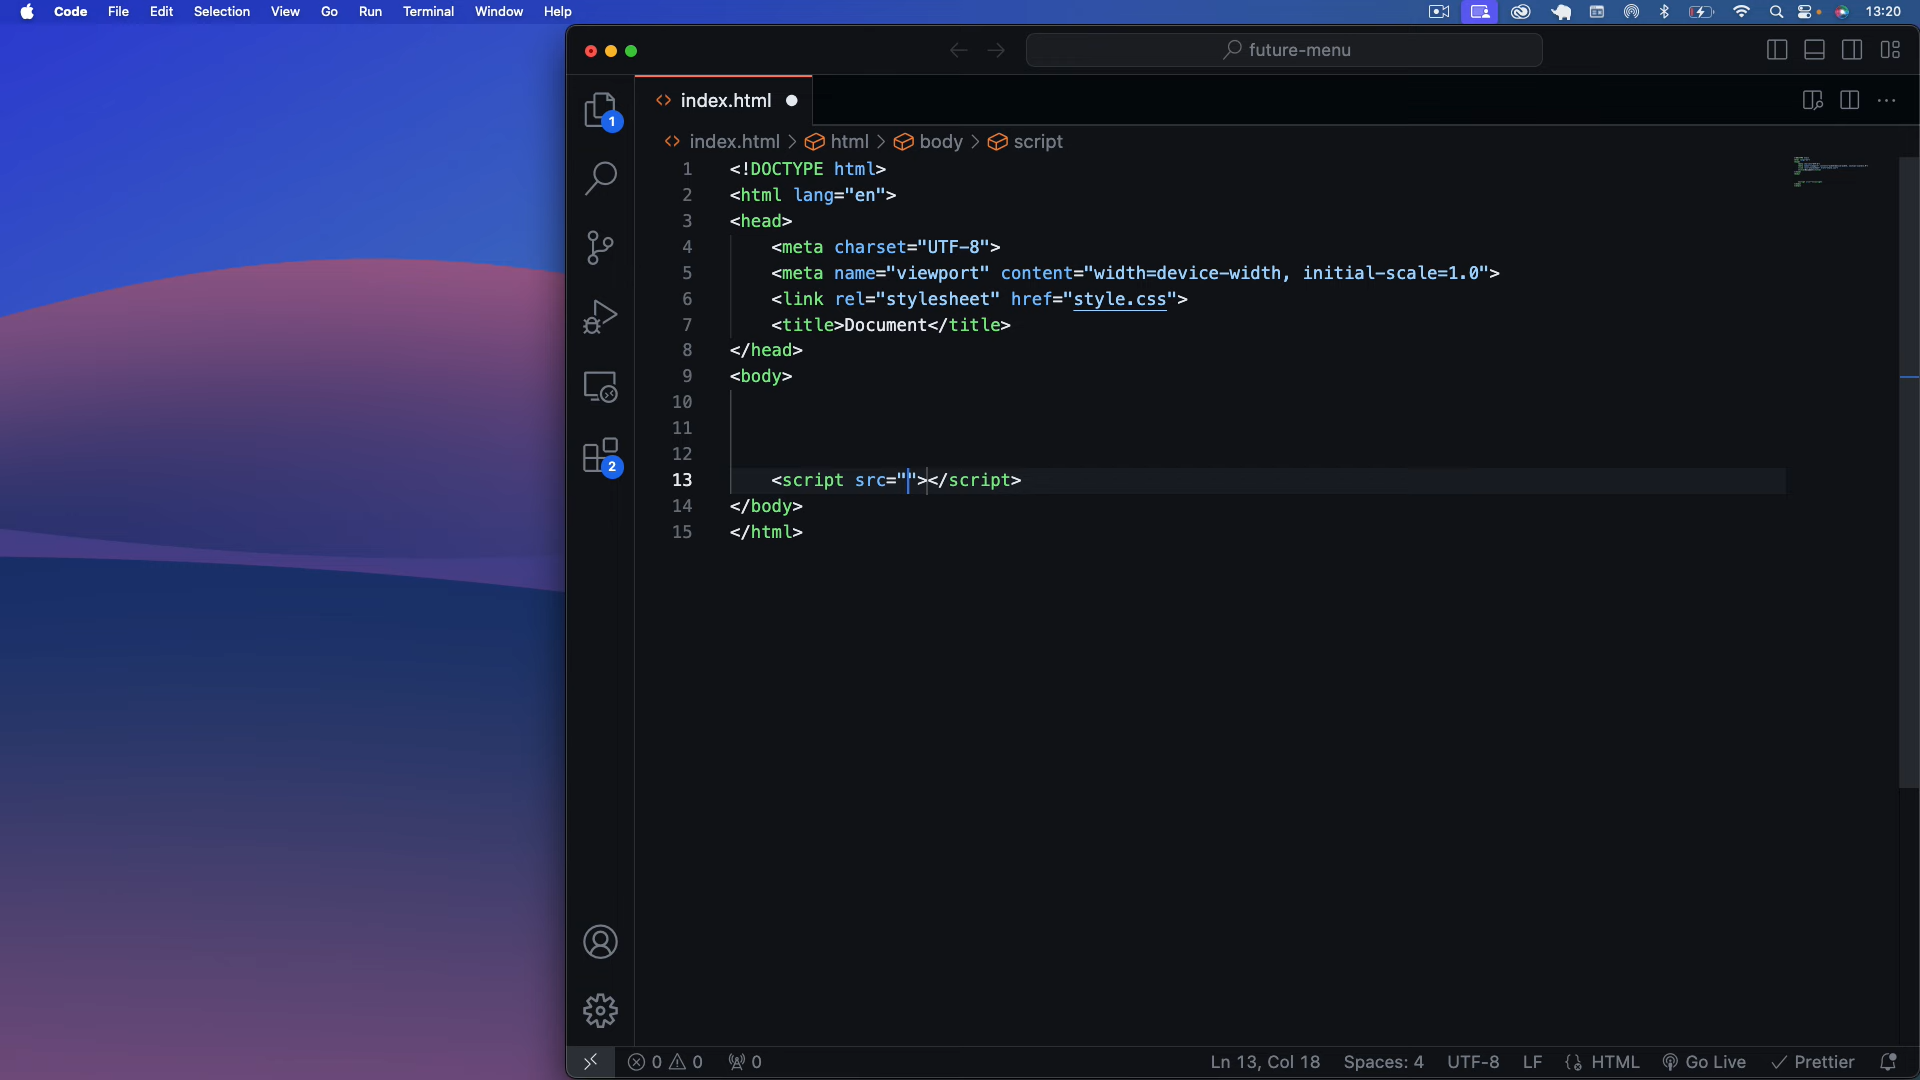 Code File Edit Selection View Go Run Terminal Window Help 13:20
future-menu
index.html
1
index.html > html > body > script
1 <!DOCTYPE html>
2 <html lang="en">
3 <head>
4 <meta charset="UTF-8">
5 <meta name="viewport" content="width=device-width, initial-scale=1.0">
6 <link rel="stylesheet" href="style.css">
7 <title>Document</title>
8 </head>
9 <body>
10
11
12
2
13 <script src=""></script>
14 </body>
15 </html>
0 0 0 Ln 13, Col 18 Spaces: 4 UTF-8 LF HTML Go Live Prettier